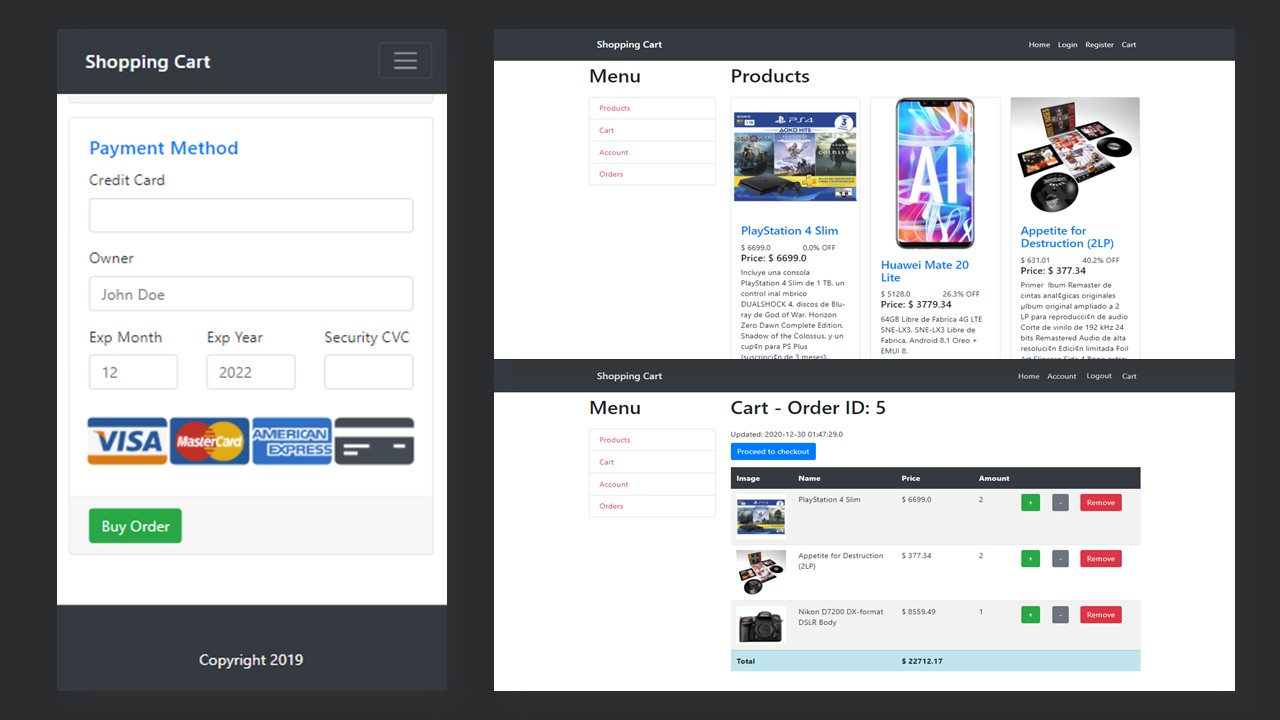 Shopping Cart
Payment Method
Credit Card
Owner
John Doe
Exp Month
Exp Year
Security CVC
12
2022
VISA
MasterCard
AMERICAN
EXPRESS
Buy Order
Copyright 2019
Shopping Cart
Home
Login
Register
Cart
Menu
Products
Cart
Account
Orders
Products
PS4
3
COLOSSUS
PlayStation 4 Slim
$ 6699.0
0.0% OFF
Price: $ 6699.0
Incluye una consola
PlayStation 4 Slim de 1 TB, un
control inal mbrico
DUALSHOCK 4, discos de Blu-
ray de God of War, Horizon
Zero Dawn Complete Edition,
Shadow of the Colossus, y un
cup¢n para PS Plus
(suscripci¢n de 3 meses).
AI
Huawei Mate 20
Lite
$ 5128.0
26.3% OFF
Price: $ 3779.34
64GB Libre de Fabrica 4G LTE
SNE-LX3. SNE-LX3 Libre de
Fabrica, Android 8.1 Oreo +
EMUI 8,
Appetite for
Destruction (2LP)
$ 631.01
40.2% OFF
Price: $ 377.34
Primer  lbum Remaster de
cintas anal¢gicas originales
µlbum original ampliado a 2
LP para reproducci¢n de audio
Corte de vinilo de 192 kHz 24
bits Remastered Audio de alta
resoluci¢n Edici¢n limitada Foil
Shopping Cart
Home
Account
Logout
Cart
Menu
Products
Cart
Account
Orders
Cart - Order ID: 5
Updated: 2020-12-30 01:47:29.0
Proceed to checkout
Image
Name
Price
Amount
PlayStation 4 Slim
$ 6699.0
2
+
-
Remove
Appetite for Destruction
(2LP)
$ 377.34
2
+
-
Remove
Nikon D7200 DX-format
DSLR Body
$ 8559.49
1
+
-
Remove
Total
$ 22712.17